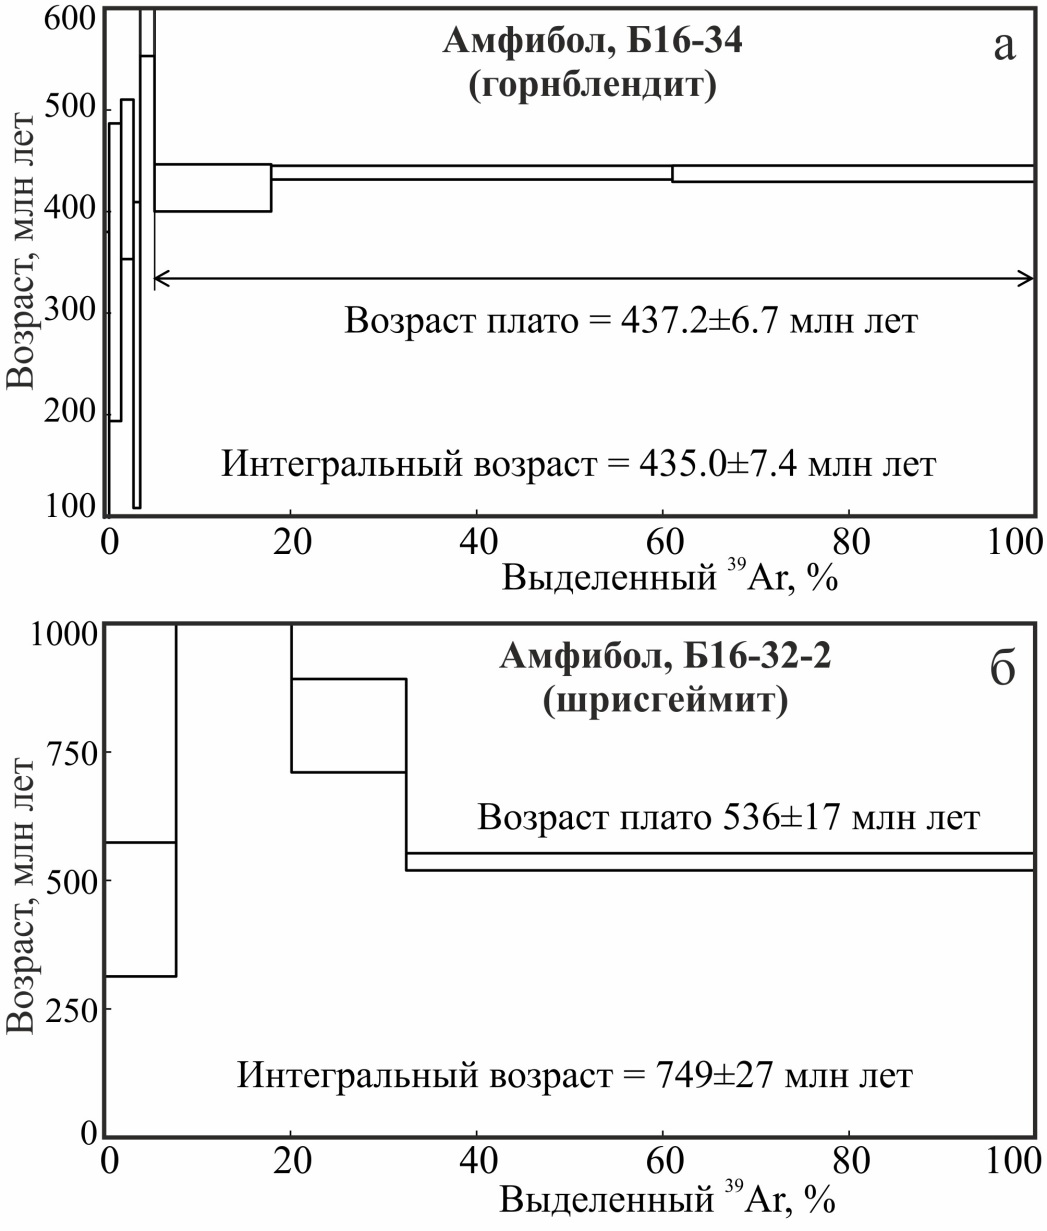 Амфибол, Б16-34
(горнблендит)
а
Возраст, млн лет
600
500
400
300
200
100
Возраст плато = 437.2±6.7 млн лет
Интегральный возраст = 435.0±7.4 млн лет
0 20 40 60 80 100
Выделенный ³⁹Ar, %
Амфибол, Б16-32-2
(шрисгеймит)
б
Возраст, млн лет
1000
750
500
250
0
Возраст плато 536±17 млн лет
Интегральный возраст = 749±27 млн лет
0 20 40 60 80 100
Выделенный ³⁹Ar, %